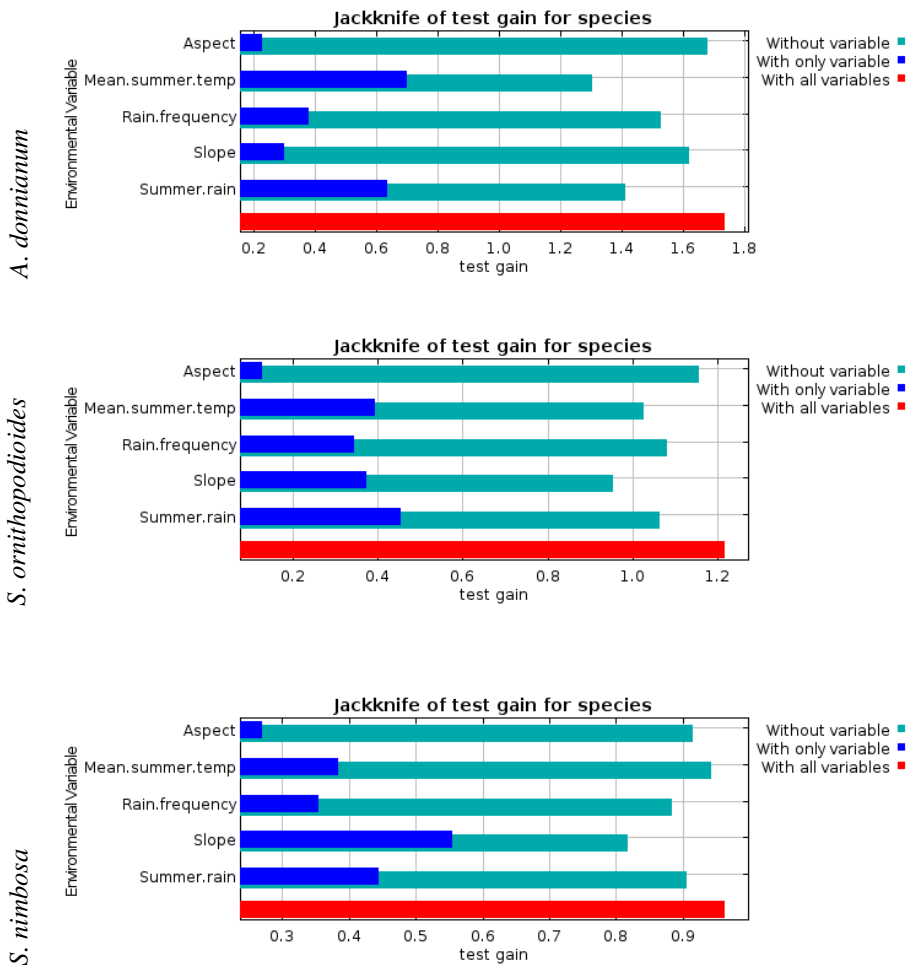 Jackknife of test gain for species
A. donnianum
Environmental Variable
Aspect
Mean.summer.temp
Rain.frequency
Slope
Summer.rain
Without variable
With only variable
With all variables
0.2 0.4 0.6 0.8 1.0 1.2 1.4 1.6 1.8
test gain
Jackknife of test gain for species
S. ornithopodioides
Environmental Variable
Aspect
Mean.summer.temp
Rain.frequency
Slope
Summer.rain
Without variable
With only variable
With all variables
0.2 0.4 0.6 0.8 1.0 1.2
test gain
Jackknife of test gain for species
S. nimbosa
Environmental Variable
Aspect
Mean.summer.temp
Rain.frequency
Slope
Summer.rain
Without variable
With only variable
With all variables
0.3 0.4 0.5 0.6 0.7 0.8 0.9
test gain